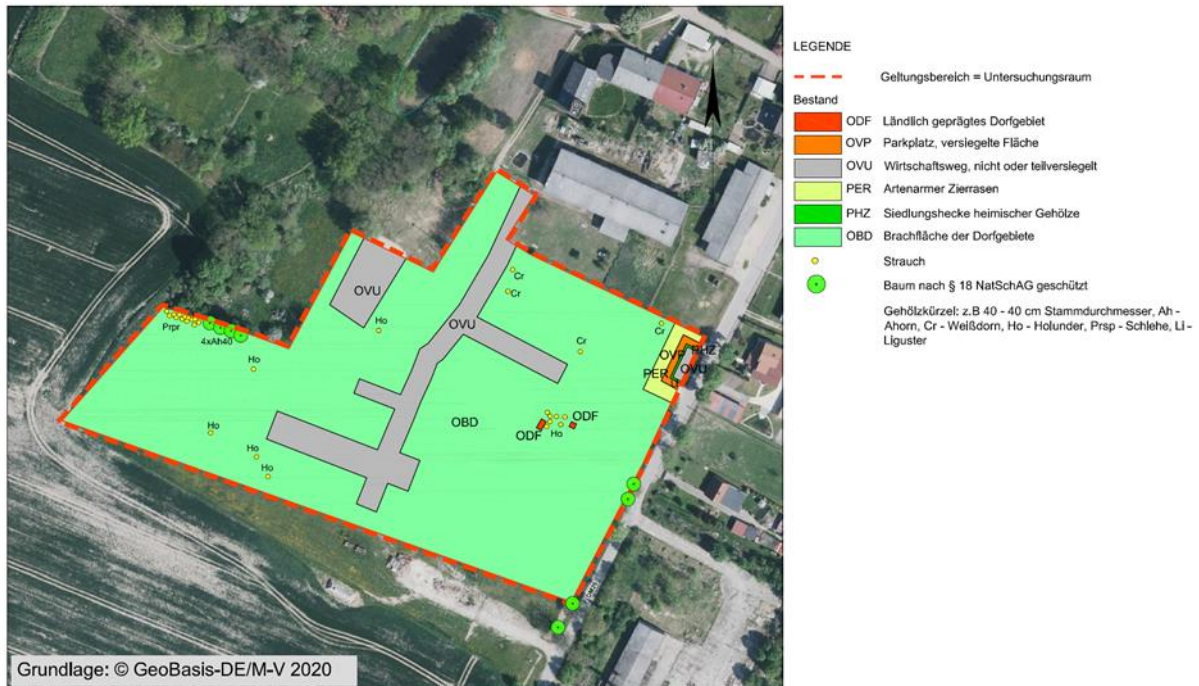 LEGENDE
Geltungsbereich = Untersuchungsraum
Bestand
ODF Ländlich geprägtes Dorfgebiet
OVP Parkplatz, versiegelte Fläche
OVU Wirtschaftsweg, nicht oder teilversiegelt
PER Artenarmer Zierrasen
PHZ Siedlungshecke heimischer Gehölze
OBD Brachfläche der Dorfgebiete
Strauch
Baum nach § 18 NatSchAG geschützt
Gehölzkürzel: z.B 40 - 40 cm Stammdurchmesser, Ah -
Ahorn, Cr - Weißdorn, Ho - Holunder, Prsp - Schlehe, Li -
Liguster
Cr
OVU
Cr
Prpr
4xAh40
Ho
OVU
Cr
Cr
OVP
PHZ
OVU
PER
Li
Ho
OBD
ODF
ODF
Ho
Ho
Ho
Ho
Grundlage: © GeoBasis-DE/M-V 2020